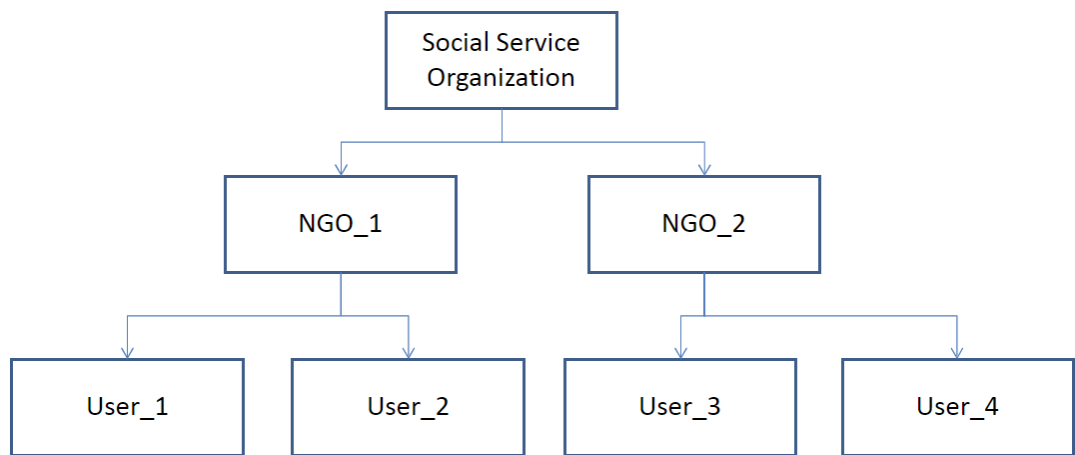 Social Service
Organization
NGO_1
NGO_2
User_1
User_2
User_3
User_4